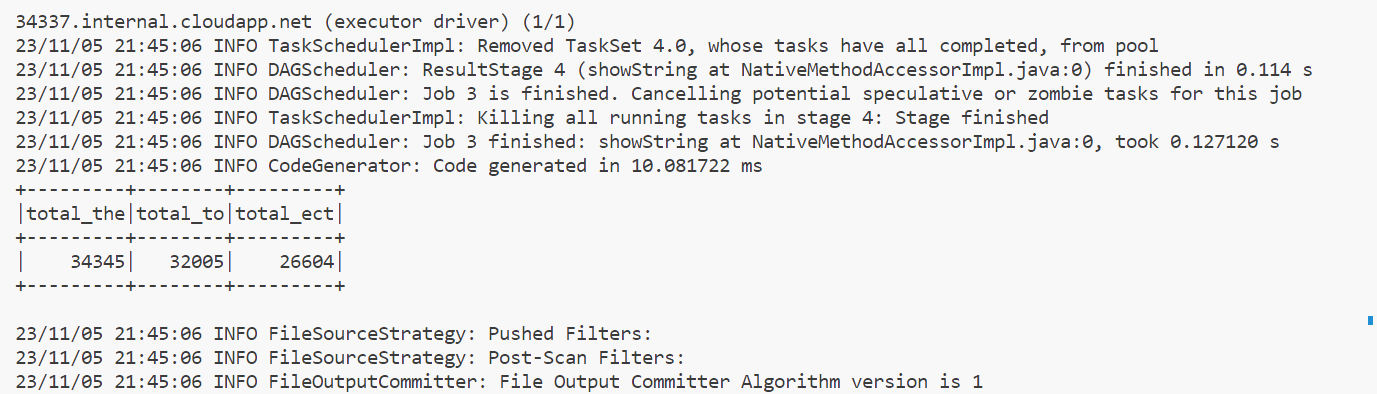 34337.internal.cloudapp.net (executor driver) (1/1)
23/11/05 21:45:06 INFO TaskSchedulerImpl: Removed TaskSet 4.0, whose tasks have all completed, from pool
23/11/05 21:45:06 INFO DAGScheduler: ResultStage 4 (showString at NativeMethodAccessorImpl.java:0) finished in 0.114 s
23/11/05 21:45:06 INFO DAGScheduler: Job 3 is finished. Cancelling potential speculative or zombie tasks for this job
23/11/05 21:45:06 INFO TaskSchedulerImpl: Killing all running tasks in stage 4: Stage finished
23/11/05 21:45:06 INFO DAGScheduler: Job 3 finished: showString at NativeMethodAccessorImpl.java:0, took 0.127120 s
23/11/05 21:45:06 INFO CodeGenerator: Code generated in 10.081722 ms
+---------+--------+---------+
|total_the|total_to|total_ect|
+---------+--------+---------+
|    34345|   32005|    26604|
+---------+--------+---------+
23/11/05 21:45:06 INFO FileSourceStrategy: Pushed Filters:
23/11/05 21:45:06 INFO FileSourceStrategy: Post-Scan Filters:
23/11/05 21:45:06 INFO FileOutputCommitter: File Output Committer Algorithm version is 1